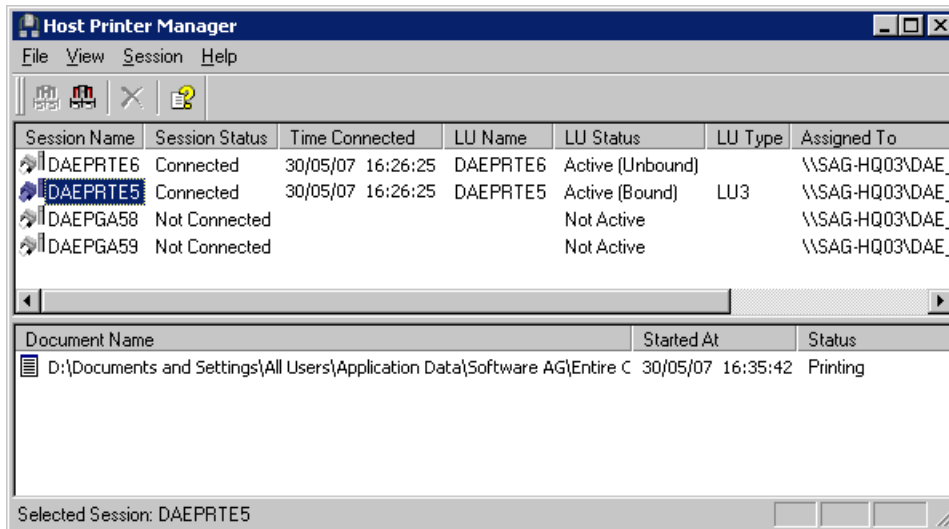 Host Printer Manager
File View Session Help
Session Name Session Status Time Connected LU Name LU Status LU Type Assigned To
DAEPRTE6 Connected 30/05/07 16:26:25 DAEPRTE6 Active (Unbound) \\SAG-HQ03\DAE_
DAEPRTE5 Connected 30/05/07 16:26:25 DAEPRTE5 Active (Bound) LU3 \\SAG-HQ03\DAE_
DAEPGA58 Not Connected Not Active \\SAG-HQ03\DAE_
DAEPGA59 Not Connected Not Active \\SAG-HQ03\DAE_
Document Name Started At Status
D:\Documents and Settings\All Users\Application Data\Software AG\Entire C 30/05/07 16:35:42 Printing
Selected Session: DAEPRTE5